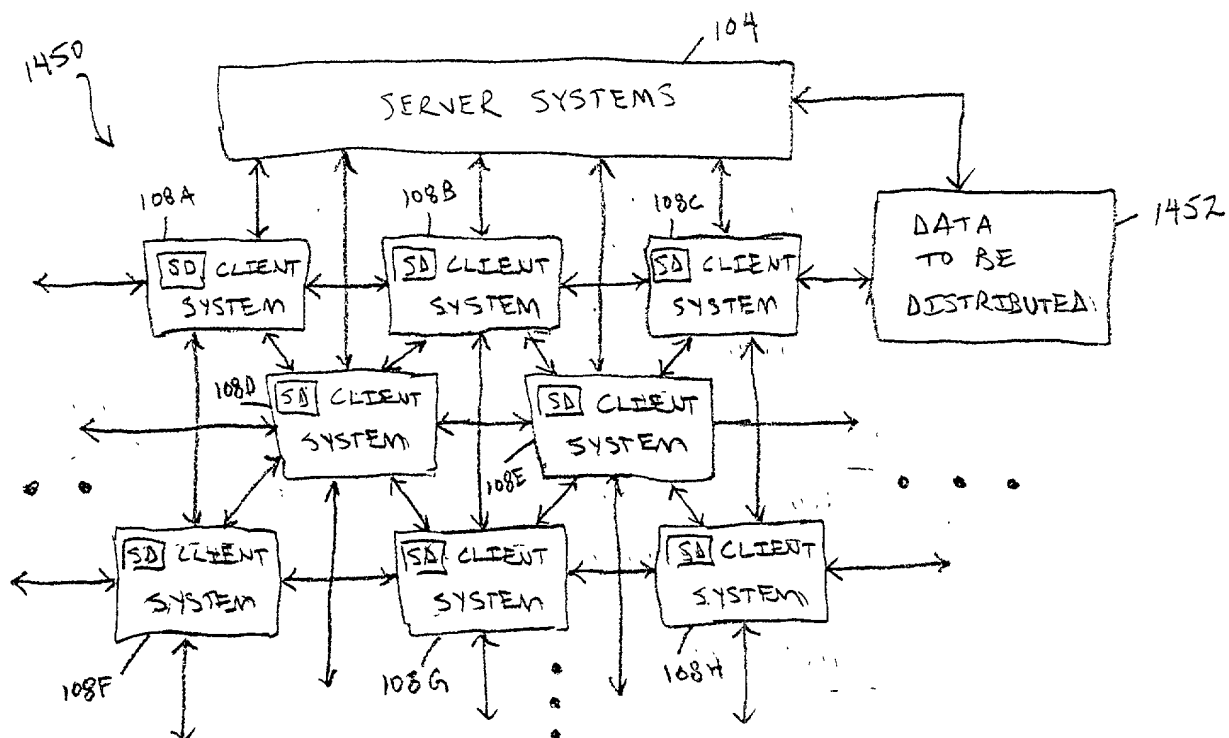 1450
104
SERVER SYSTEMS
108A
108B
108C
1452
SD CLIENT
SYSTEM
SD CLIENT
SYSTEM
SD CLIENT
SYSTEM
DATA
TO BE
DISTRIBUTED
108D
SD CLIENT
SYSTEM
108E
SD CLIENT
SYSTEM
SD CLIENT
SYSTEM
SD CLIENT
SYSTEM
SD CLIENT
SYSTEM
108F
108G
108H